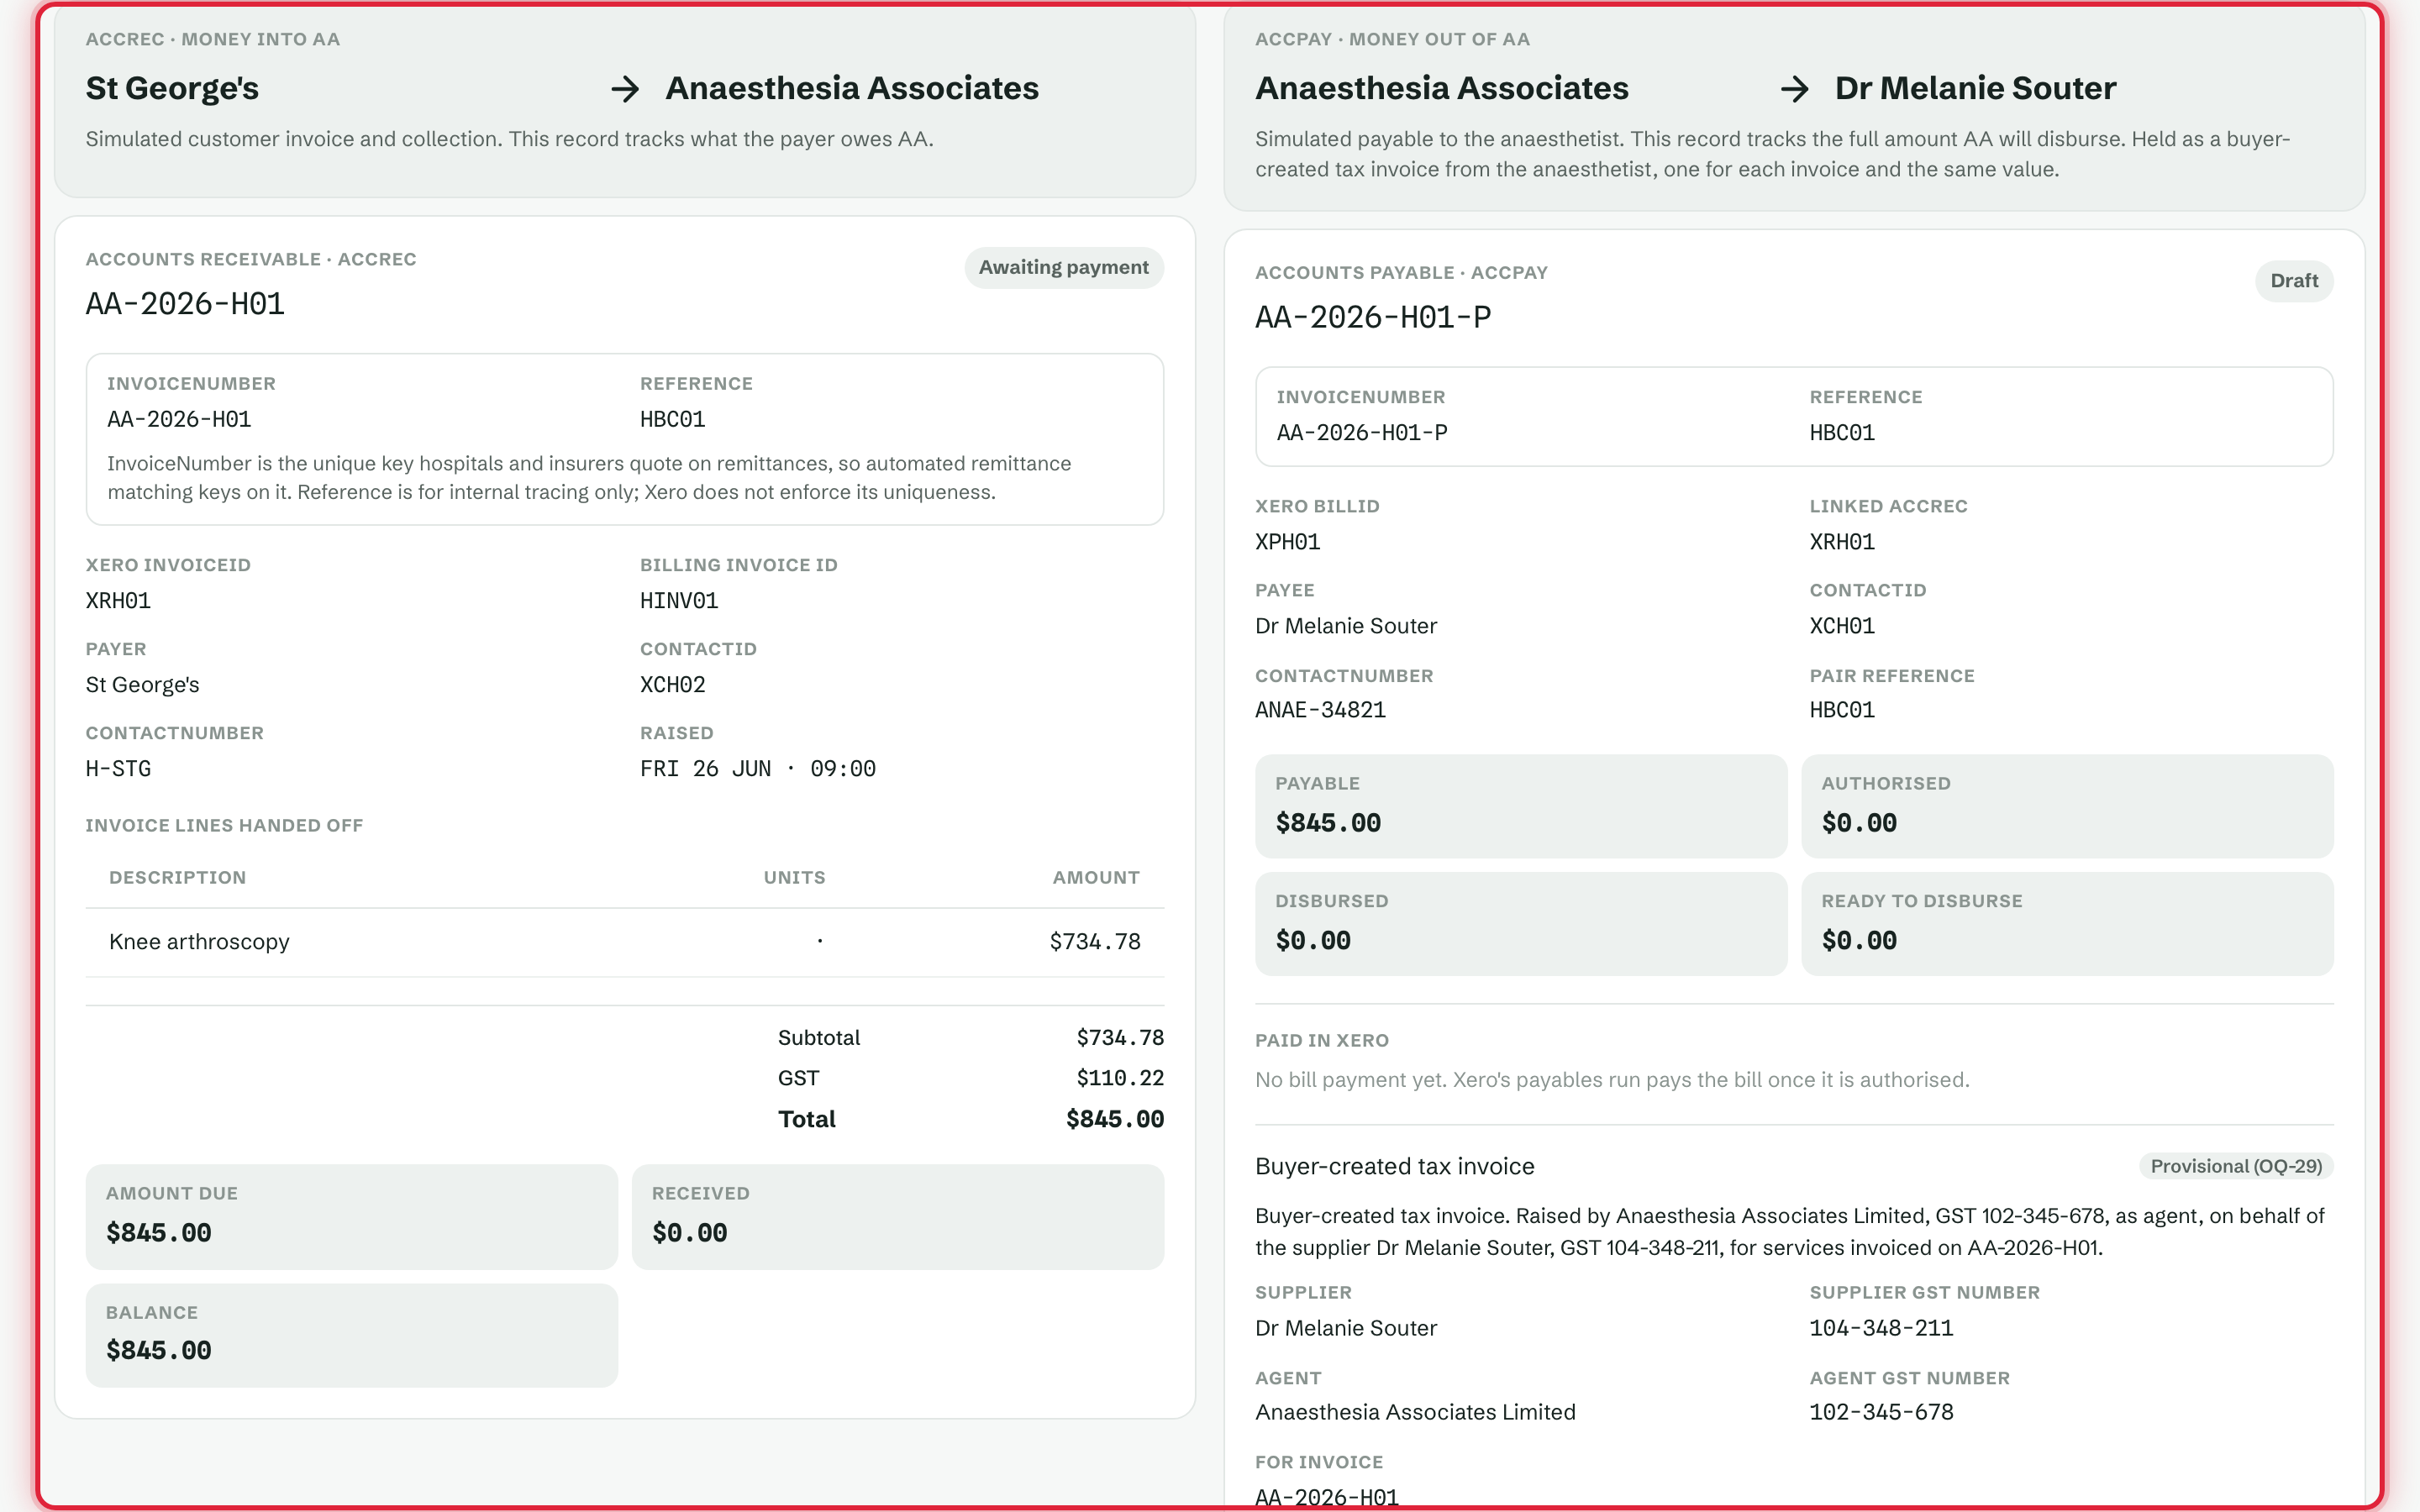 ACCREC · MONEY INTO AA
St George's → Anaesthesia Associates
Simulated customer invoice and collection. This record tracks what the payer owes AA.
ACCOUNTS RECEIVABLE · ACCREC
Awaiting payment
AA-2026-H01
INVOICENUMBER REFERENCE
AA-2026-H01 HBC01
InvoiceNumber is the unique key hospitals and insurers quote on remittances, so automated remittance
matching keys on it. Reference is for internal tracing only; Xero does not enforce its uniqueness.
XERO INVOICEID BILLING INVOICE ID
XRH01 HINV01
PAYER CONTACTID
St George's XCH02
CONTACTNUMBER RAISED
H-STG FRI 26 JUN · 09:00
INVOICE LINES HANDED OFF
DESCRIPTION UNITS AMOUNT
Knee arthroscopy · $734.78
Subtotal $734.78
GST $110.22
Total $845.00
AMOUNT DUE RECEIVED
$845.00 $0.00
BALANCE
$845.00
ACCPAY · MONEY OUT OF AA
Anaesthesia Associates → Dr Melanie Souter
Simulated payable to the anaesthetist. This record tracks the full amount AA will disburse. Held as a buyer-
created tax invoice from the anaesthetist, one for each invoice and the same value.
ACCOUNTS PAYABLE · ACCPAY
Draft
AA-2026-H01-P
INVOICENUMBER REFERENCE
AA-2026-H01-P HBC01
XERO BILLID LINKED ACCREC
XPH01 XRH01
PAYEE CONTACTID
Dr Melanie Souter XCH01
CONTACTNUMBER PAIR REFERENCE
ANAE-34821 HBC01
PAYABLE AUTHORISED
$845.00 $0.00
DISBURSED READY TO DISBURSE
$0.00 $0.00
PAID IN XERO
No bill payment yet. Xero's payables run pays the bill once it is authorised.
Buyer-created tax invoice Provisional (OQ-29)
Buyer-created tax invoice. Raised by Anaesthesia Associates Limited, GST 102-345-678, as agent, on behalf of
the supplier Dr Melanie Souter, GST 104-348-211, for services invoiced on AA-2026-H01.
SUPPLIER SUPPLIER GST NUMBER
Dr Melanie Souter 104-348-211
AGENT AGENT GST NUMBER
Anaesthesia Associates Limited 102-345-678
FOR INVOICE
AA-2026-H01